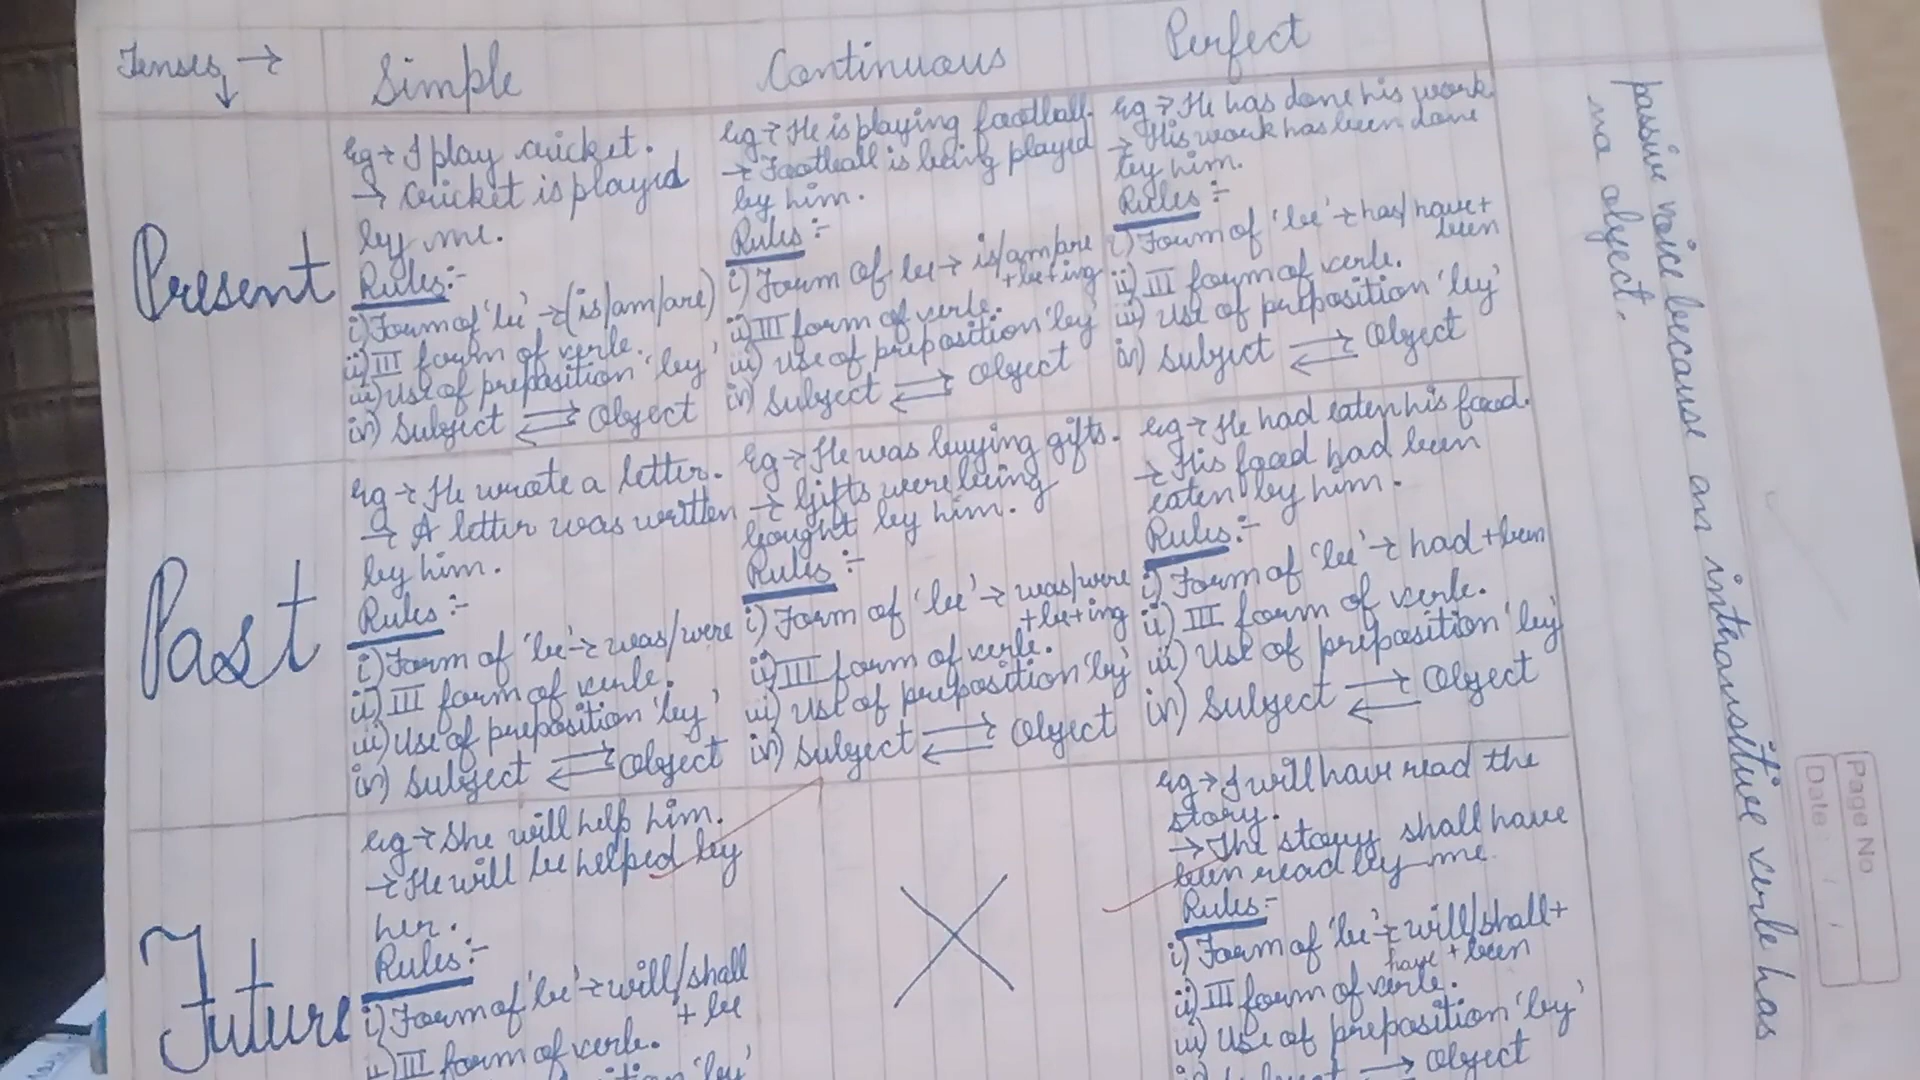 Tenses → ↓
Simple
Continuous
Perfect
Present
Eg → I play cricket.
→ Cricket is played
by me.
Rules:-
i) Form of 'be' → (is/am/are)
ii) III form of verb.
iii) Use of preposition 'by'
iv) Subject ⇄ Object
Eg → He is playing football.
→ Football is being played
by him.
Rules :-
i) Form of be → is/am/are
+be+ing
ii) III form of verb.
iii) Use of preposition 'by'
iv) Subject ⇄ Object
Eg → He has done his work
→ His work has been done
by him.
Rules :-
i) Form of 'be' → has/have+
been
ii) III form of verb.
iii) Use of preposition 'by'
iv) Subject ⇄ Object
Past
Eg → He wrote a letter.
→ A letter was written
by him.
Rules :-
i) Form of 'be' → was/were
ii) III form of verb.
iii) Use of preposition 'by'
iv) Subject ⇄ Object
Eg → He was buying gifts.
→ Gifts were being
bought by him.
Rules :-
i) Form of 'be' → was/were
+be+ing
ii) III form of verb.
iii) Use of preposition 'by'
iv) Subject ⇄ Object
Eg → He had eaten his food.
→ His food had been
eaten by him.
Rules :-
i) Form of 'be' → had +been
ii) III form of verb.
iii) Use of preposition 'by'
iv) Subject ⇄ Object
Future
Eg → She will help him.
→ He will be helped by
her.
Rules :-
i) Form of 'be' → will/shall
+ be
ii) III form of verb.
'by'
Eg → I will have read the
story.
→ The story shall have
been read by me.
Rules :-
i) Form of 'be' → will/shall+
have + been
ii) III form of verb.
iii) Use of preposition 'by'
→ Object
passive voice because an intransitive verb has
no object.
Page No
Date